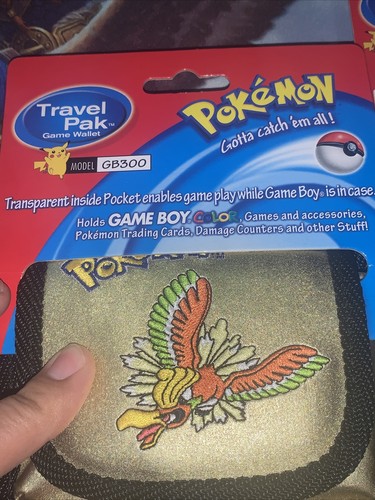 Travel
Pak™
Game Wallet
MODEL GB300
POKéMON
Gotta catch 'em all!
Transparent inside Pocket enables game play while Game Boy® is in case.
Holds GAME BOY COLOR, Games and accessories,
Pokémon Trading Cards, Damage Counters and other Stuff!